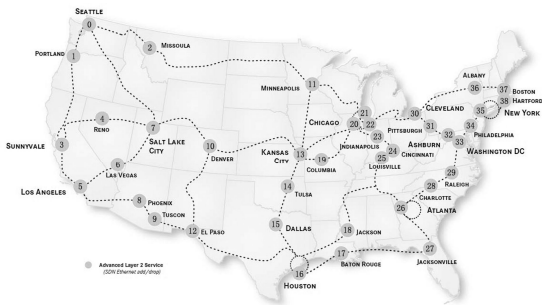 SEATTLE
0
PORTLAND
1
2
MISSOULA
MINNEAPOLIS
11
ALBANY
36
37
BOSTON
38
HARTFORD
35
NEW YORK
CLEVELAND
30
CHICAGO
21
20
22
PITTSBURGH
31
34
PHILADELPHIA
ASHBURN
32
33
WASHINGTON DC
INDIANAPOLIS
23
24
CINCINNATI
25
LOUISVILLE
4
RENO
7
SALT LAKE
CITY
10
DENVER
KANSAS
CITY
13
19
COLUMBIA
SUNNYVALE
3
6
LAS VEGAS
LOS ANGELES
5
14
TULSA
29
RALEIGH
28
CHARLOTTE
26
ATLANTA
8
PHOENIX
9
TUSCON
12
EL PASO
15
DALLAS
18
JACKSON
17
BATON ROUGE
27
JACKSONVILLE
16
HOUSTON
Advanced Layer 2 Service
(SDN Ethernet add/drop)